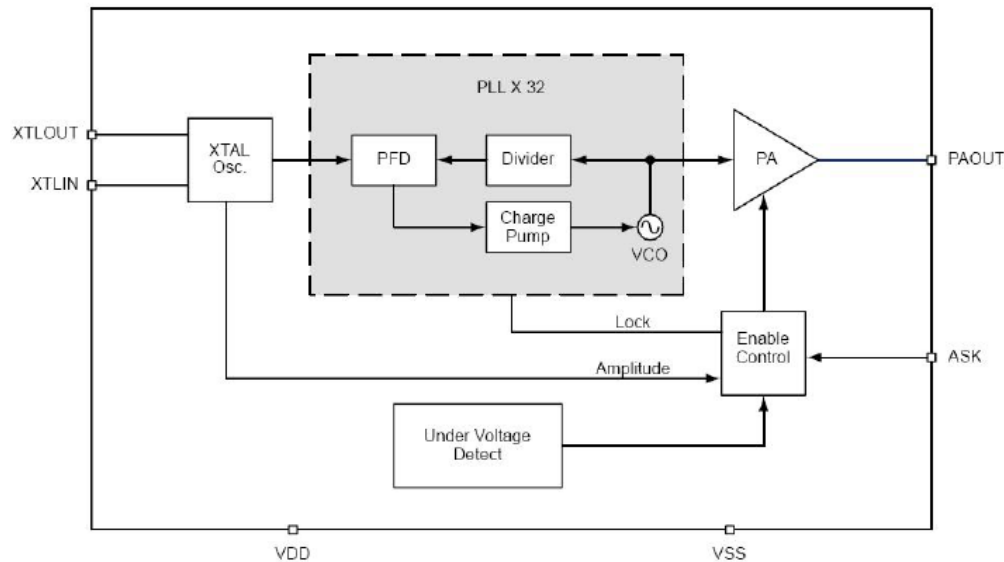 PLL X 32
XTLOUT
XTLIN
XTAL
Osc.
PFD
Divider
PA
PAOUT
Charge
Pump
VCO
Lock
Enable
Control
ASK
Amplitude
Under Voltage
Detect
VDD
VSS